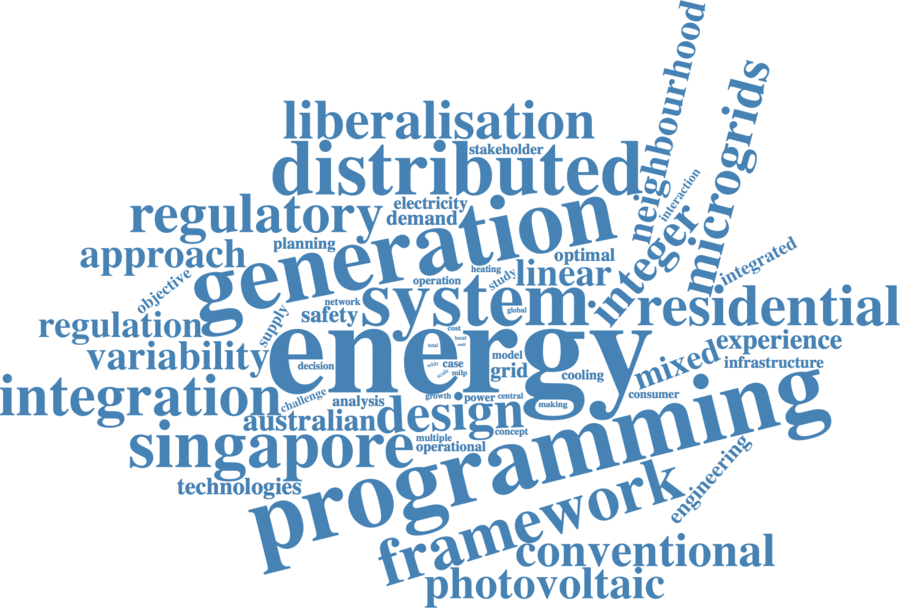 neighbourhood
microgrids
liberalisation
stakeholder
distributed
interaction
regulatory
electricity
demand
generation
integer
planning
approach
optimal
integrated
objective
heating
study
linear
operation
system
network
global
safety
residential
supply
regulation
energy
cost
local
total
variability
model
experience
decision
case
grid
mixed
infrastructure
scale
milp
cooling
integration
challenge
analysis
growth
power
central
making
consumer
australian
design
programming
singapore
multiple
operational
concept
technologies
engineering
framework
conventional
photovoltaic